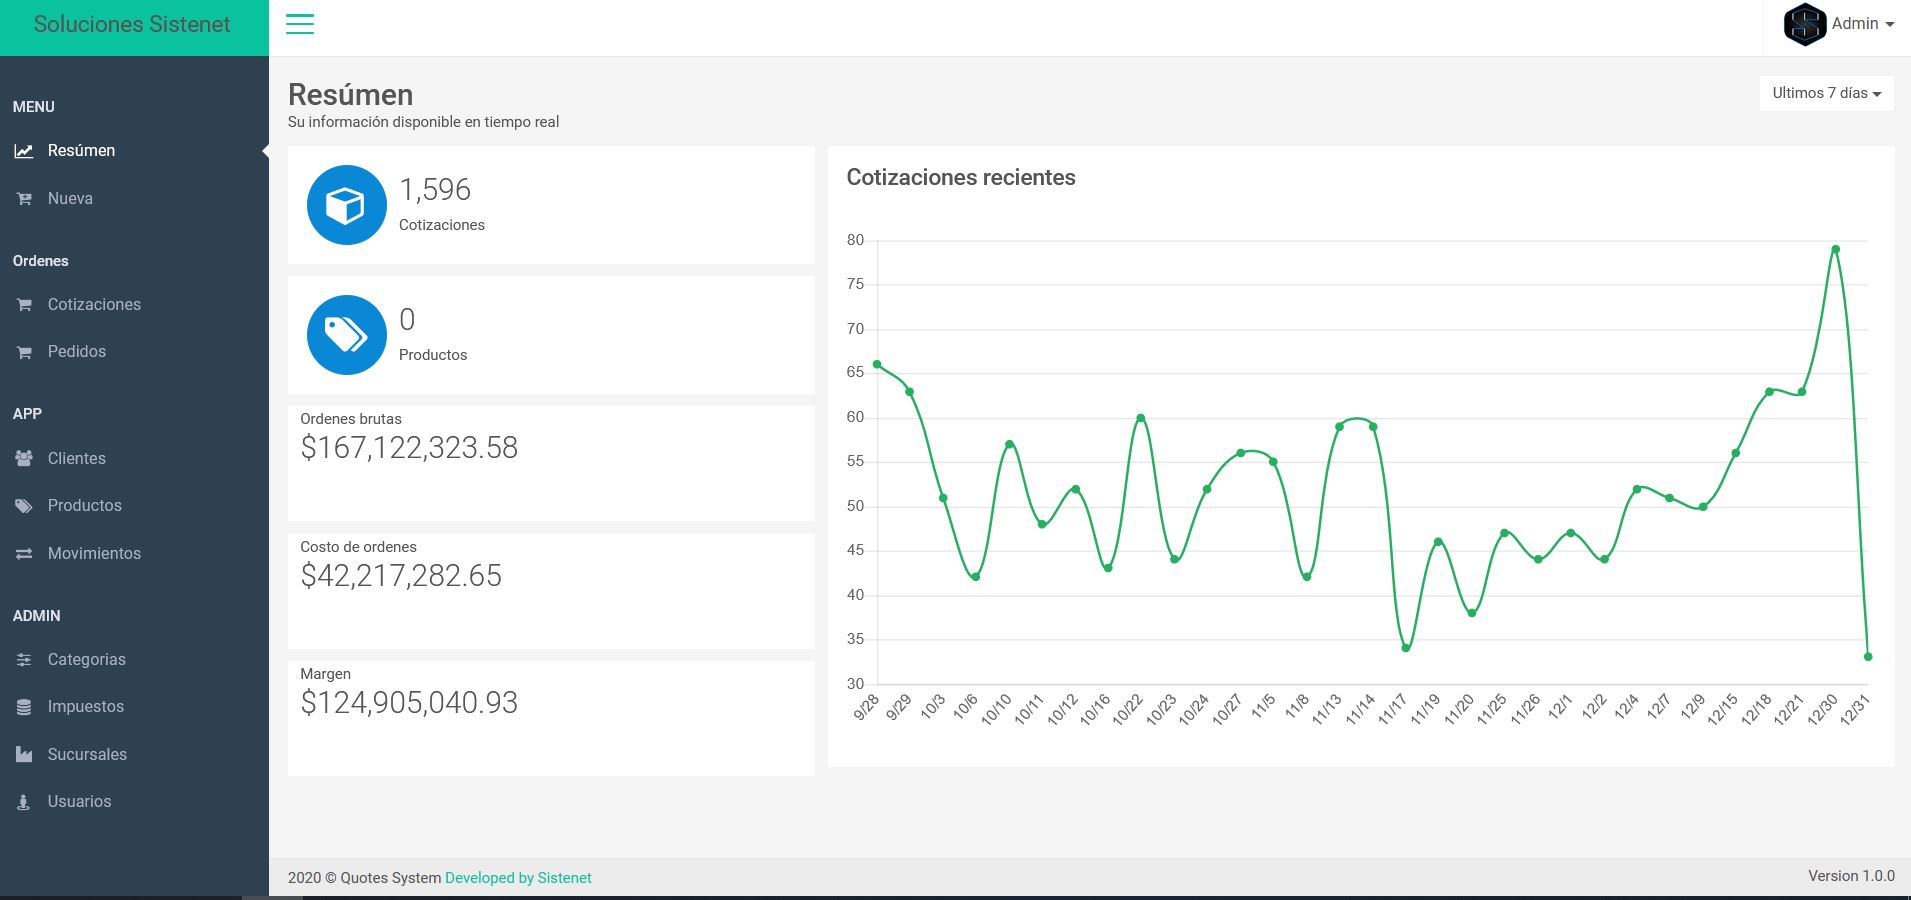 Soluciones Sistenet
Admin
MENU
Resúmen
Nueva
Ordenes
Cotizaciones
Pedidos
APP
Clientes
Productos
Movimientos
ADMIN
Categorias
Impuestos
Sucursales
Usuarios
Resúmen
Su información disponible en tiempo real
Ultimos 7 días
1,596
Cotizaciones
0
Productos
Ordenes brutas
$167,122,323.58
Costo de ordenes
$42,217,282.65
Margen
$124,905,040.93
Cotizaciones recientes
80
75
70
65
60
55
50
45
40
35
30
9/28 9/29 10/3 10/6 10/10 10/11 10/12 10/16 10/22 10/23 10/24 10/27 11/5 11/8 11/13 11/14 11/17 11/19 11/20 11/25 11/26 12/1 12/2 12/4 12/7 12/9 12/15 12/18 12/21 12/30 12/31
2020 © Quotes System Developed by Sistenet
Version 1.0.0